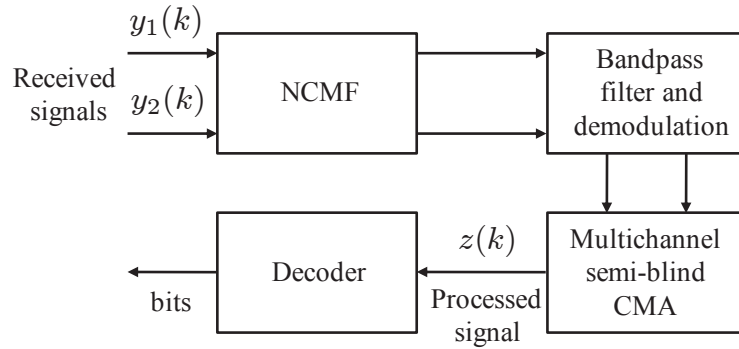 y₁(k)
Received
signals
y₂(k)
NCMF
Bandpass
filter and
demodulation
Multichannel
semi-blind
CMA
z(k)
Processed
signal
Decoder
bits